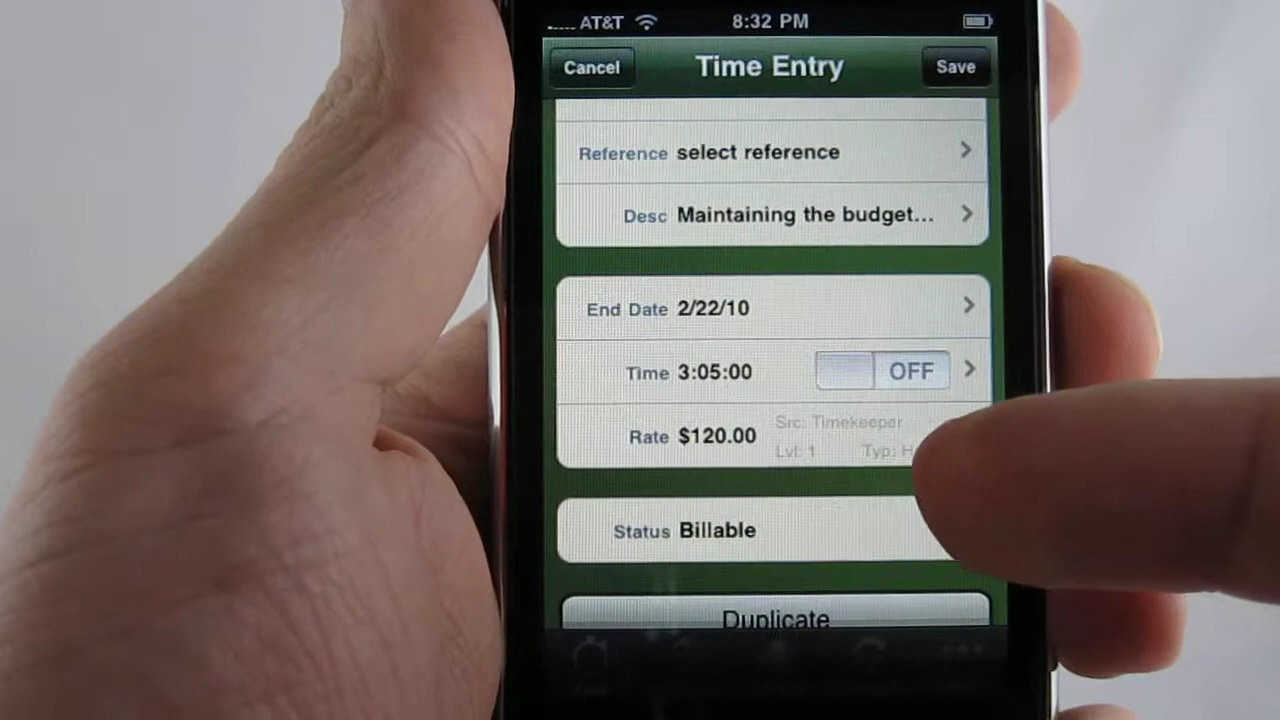 AT&T 8:32 PM
Cancel Time Entry Save
Reference select reference
Desc Maintaining the budget...
End Date 2/22/10
Time 3:05:00 OFF
Rate $120.00 Src: Timekeeper
Lvl: 1 Typ: H
Status Billable
Duplicate